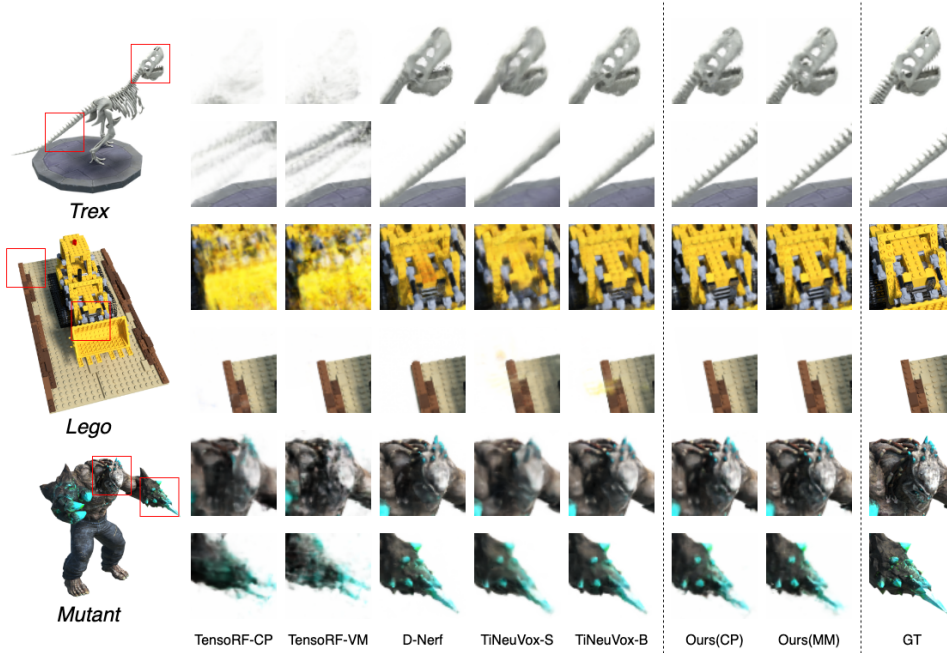 Trex
Lego
Mutant
TensoRF-CP TensoRF-VM D-Nerf TiNeuVox-S TiNeuVox-B Ours(CP) Ours(MM) GT